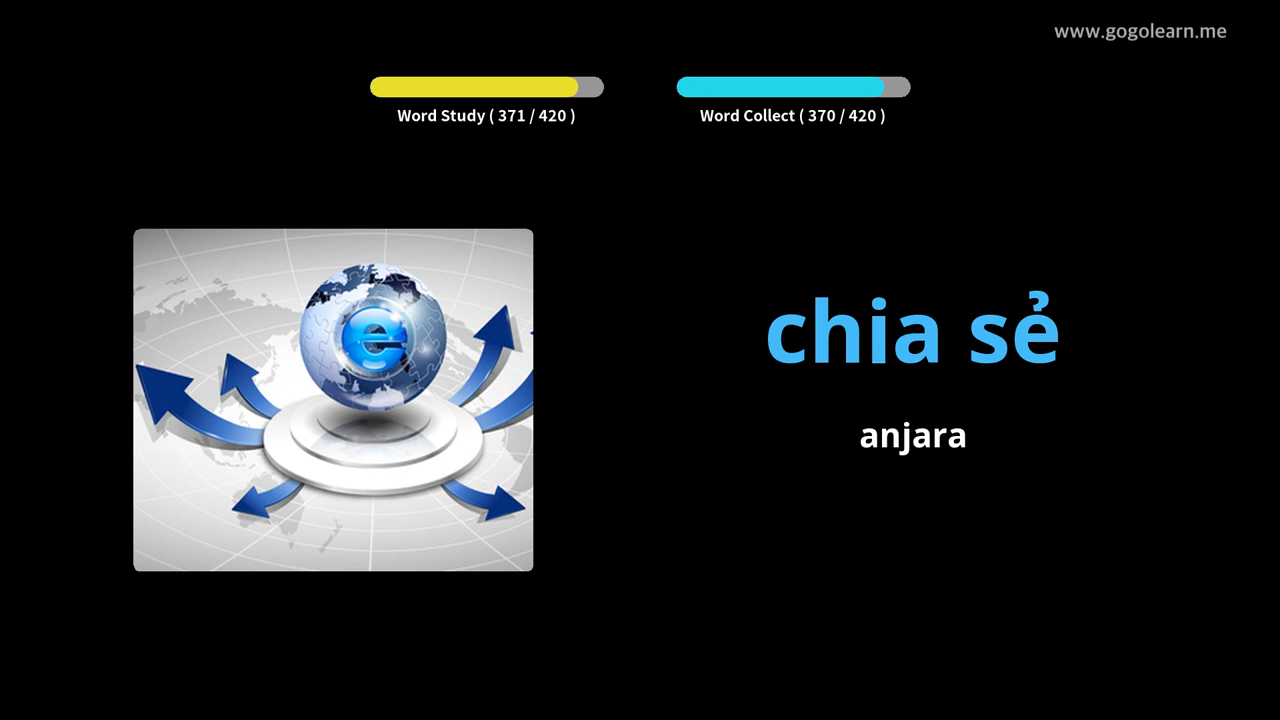 www.gogolearn.me
Word Study ( 371 / 420 )
Word Collect ( 370 / 420 )
e
chia sẻ
anjara